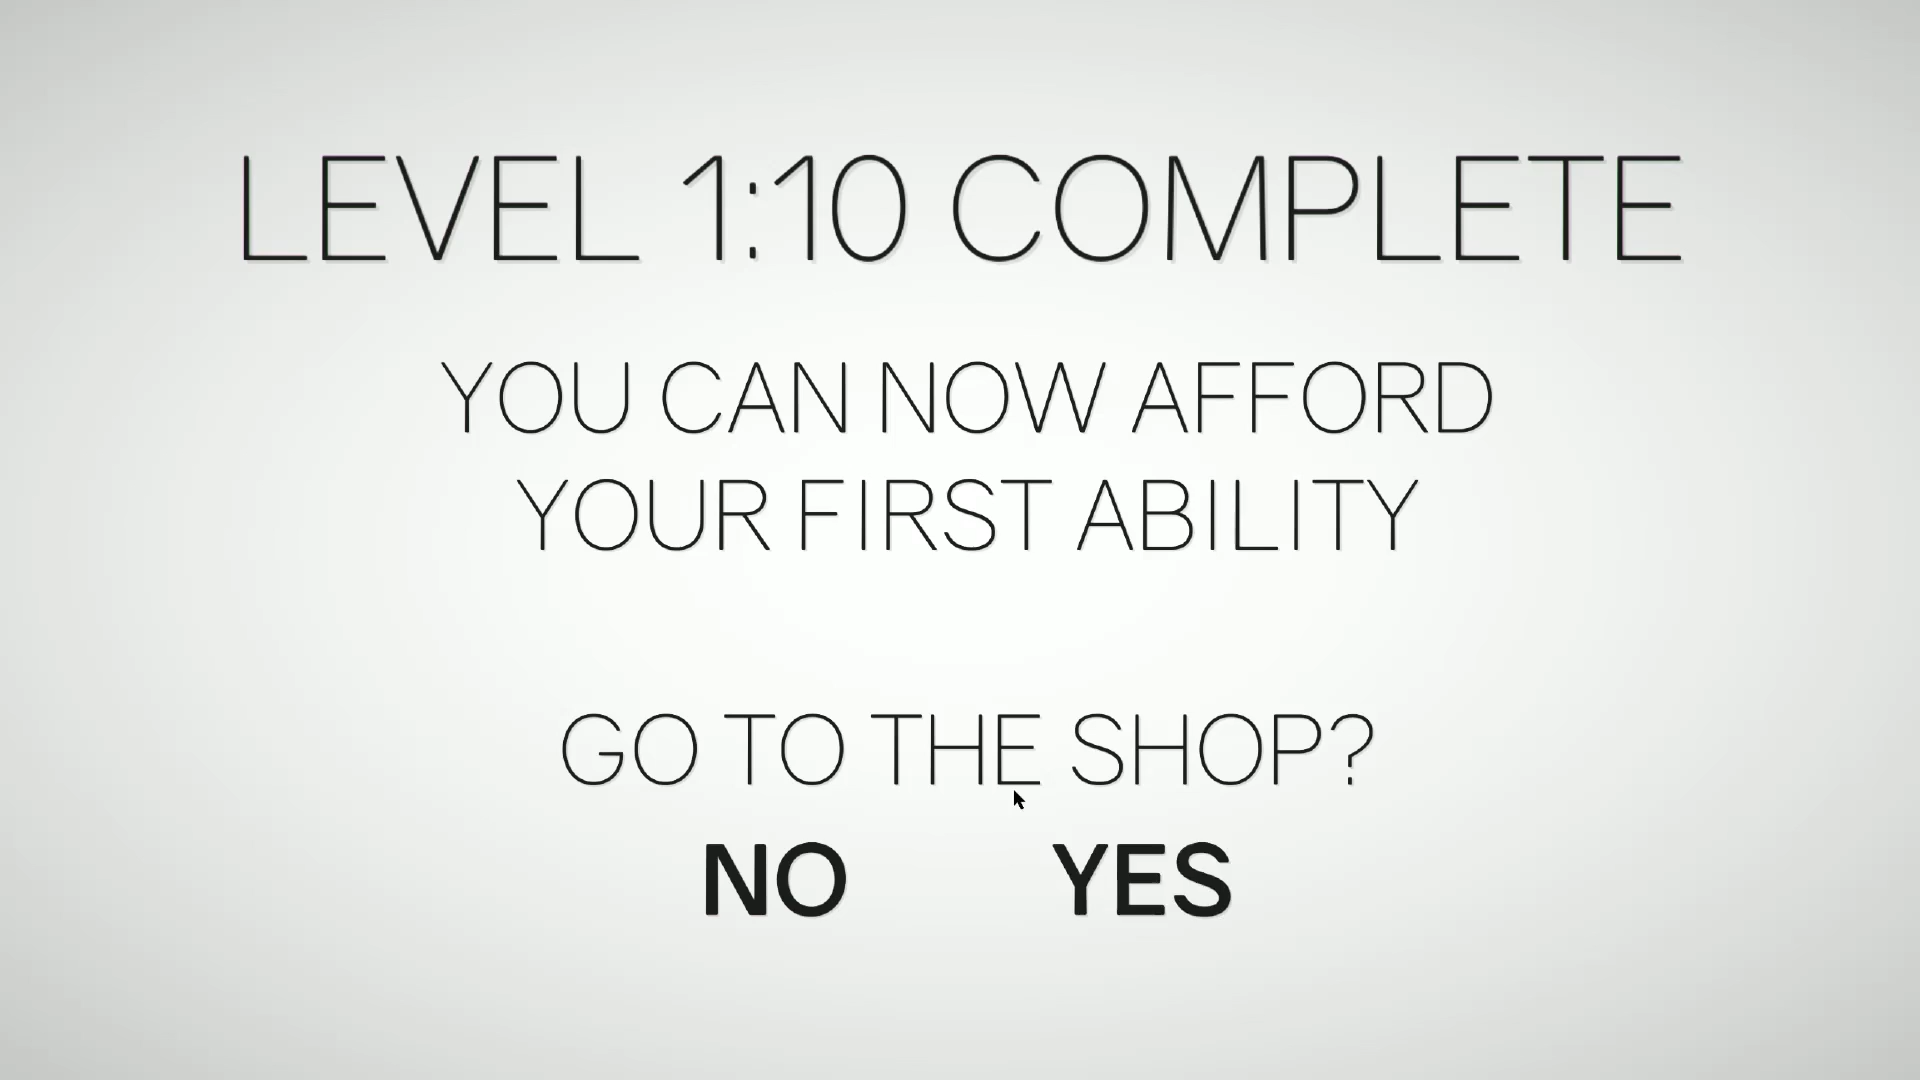 LEVEL 1:10 COMPLETE
YOU CAN NOW AFFORD
YOUR FIRST ABILITY
GO TO THE SHOP?
NO YES